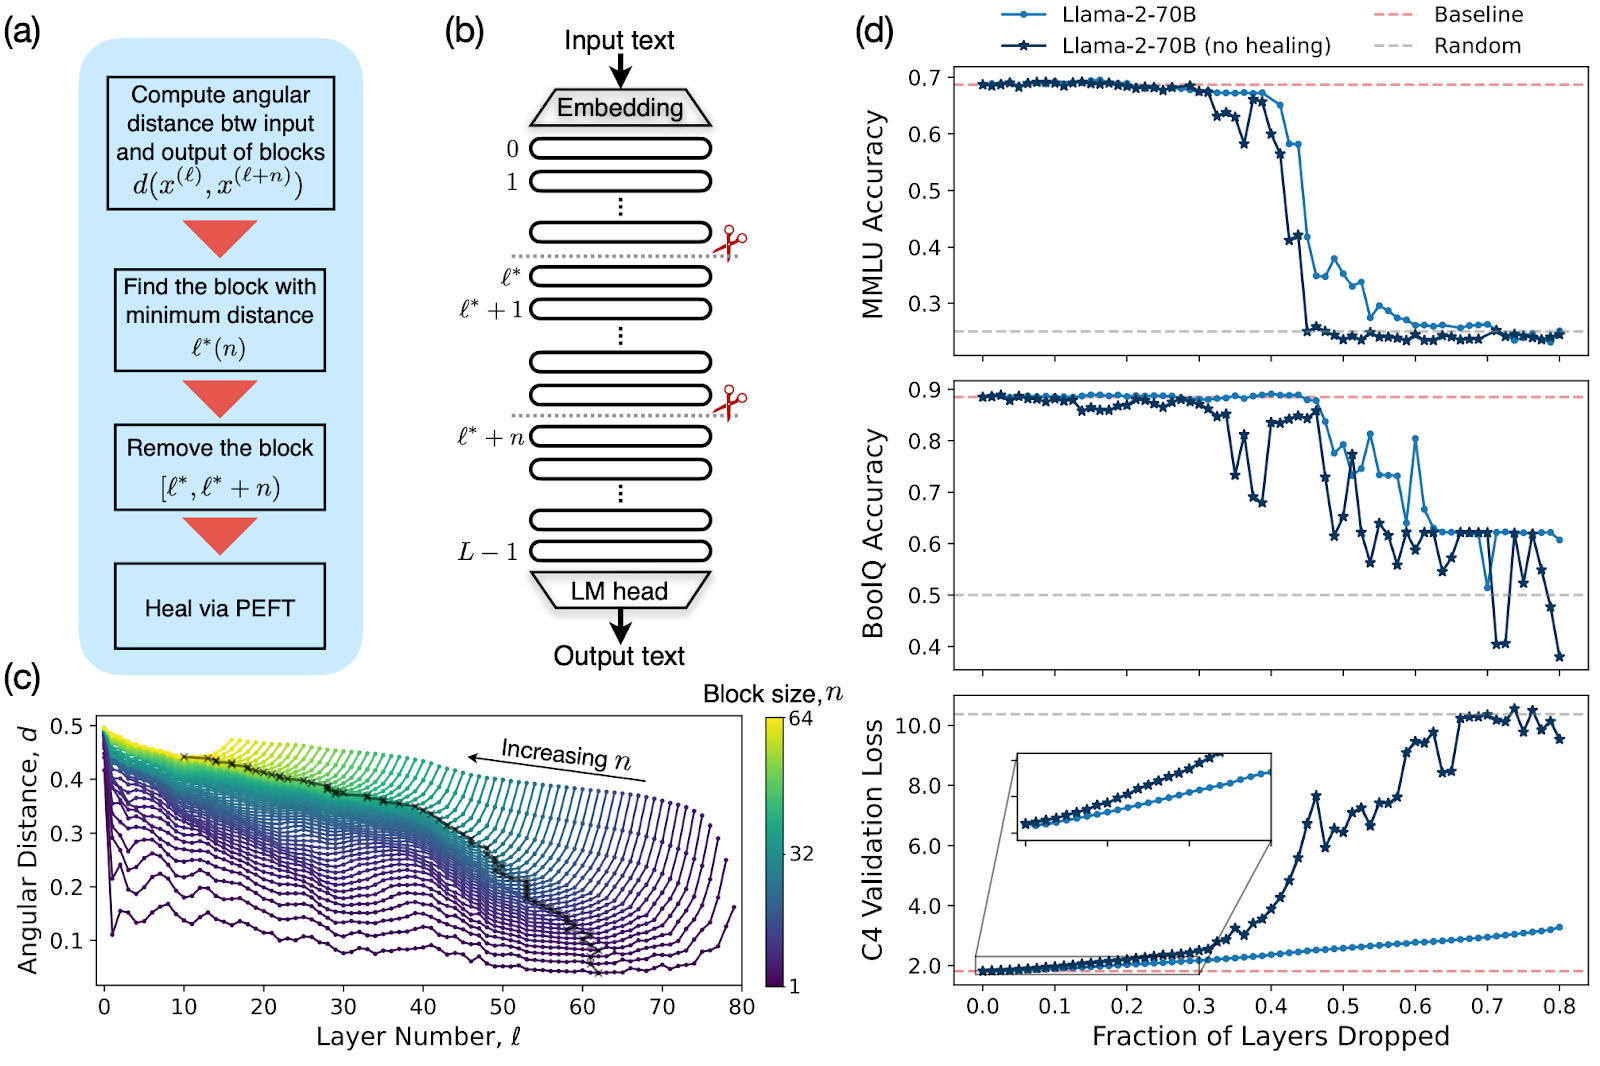 (a)
Compute angular
distance btw input
and output of blocks
d(x^(ℓ), x^(ℓ+n))
Find the block with
minimum distance
ℓ*(n)
Remove the block
[ℓ*, ℓ* + n)
Heal via PEFT
(b)
Input text
Embedding
0
1
ℓ*
ℓ* + 1
ℓ* + n
L − 1
LM head
Output text
(c)
Block size, n
64
32
1
Increasing n
Angular Distance, d
0.5
0.4
0.3
0.2
0.1
0 10 20 30 40 50 60 70 80
Layer Number, ℓ
(d)
Llama-2-70B
Llama-2-70B (no healing)
Baseline
Random
MMLU Accuracy
0.7
0.6
0.5
0.4
0.3
BoolQ Accuracy
0.9
0.8
0.7
0.6
0.5
0.4
C4 Validation Loss
10.0
8.0
6.0
4.0
2.0
0.0 0.1 0.2 0.3 0.4 0.5 0.6 0.7 0.8
Fraction of Layers Dropped